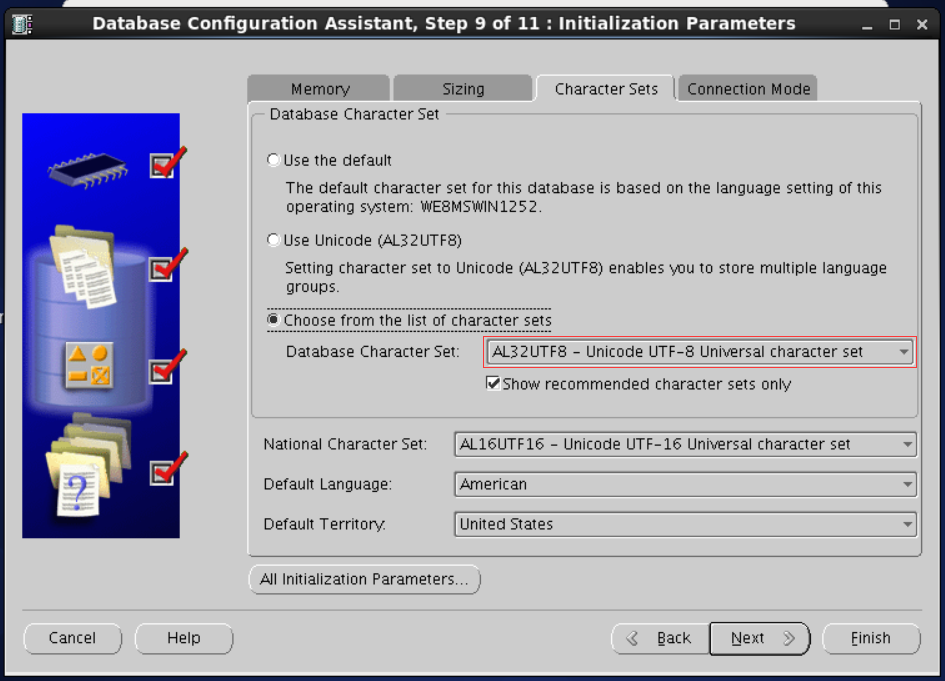 Database Configuration Assistant, Step 9 of 11 : Initialization Parameters
Memory
Sizing
Character Sets
Connection Mode
Database Character Set
Use the default
The default character set for this database is based on the language setting of this
operating system: WE8MSWIN1252.
Use Unicode (AL32UTF8)
Setting character set to Unicode (AL32UTF8) enables you to store multiple language
groups.
Choose from the list of character sets
Database Character Set: AL32UTF8 - Unicode UTF-8 Universal character set
Show recommended character sets only
National Character Set: AL16UTF16 - Unicode UTF-16 Universal character set
Default Language: American
Default Territory: United States
?
All Initialization Parameters...
Cancel
Help
Back
Next
Finish